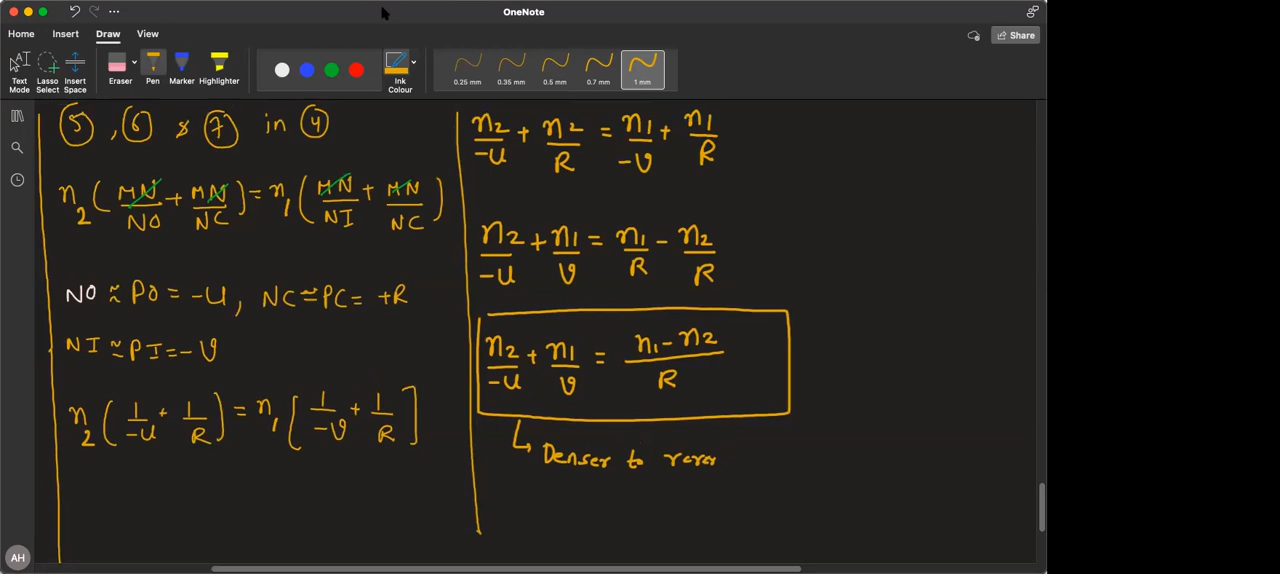 OneNote
Home Insert Draw View
Share
Text Mode
Lasso Select
Insert Space
Eraser
Pen
Marker
Highlighter
Ink Colour
0.25 mm
0.35 mm
0.5 mm
0.7 mm
1 mm
(5), (6) & (7) in (4)
n2 ( MN/NO + MN/NC ) = n1 ( MN/NI + MN/NC )
NO ≈ PO = -u, NC ≃ PC = +R
NI ≈ PI = -v
n2 ( 1/-u + 1/R ) = n1 [ 1/-v + 1/R ]
n2/-u + n2/R = n1/-v + n1/R
n2/-u + n1/v = n1/R - n2/R
n2/-u + n1/v = (n1 - n2)/R
↳ Denser to rarer
AH